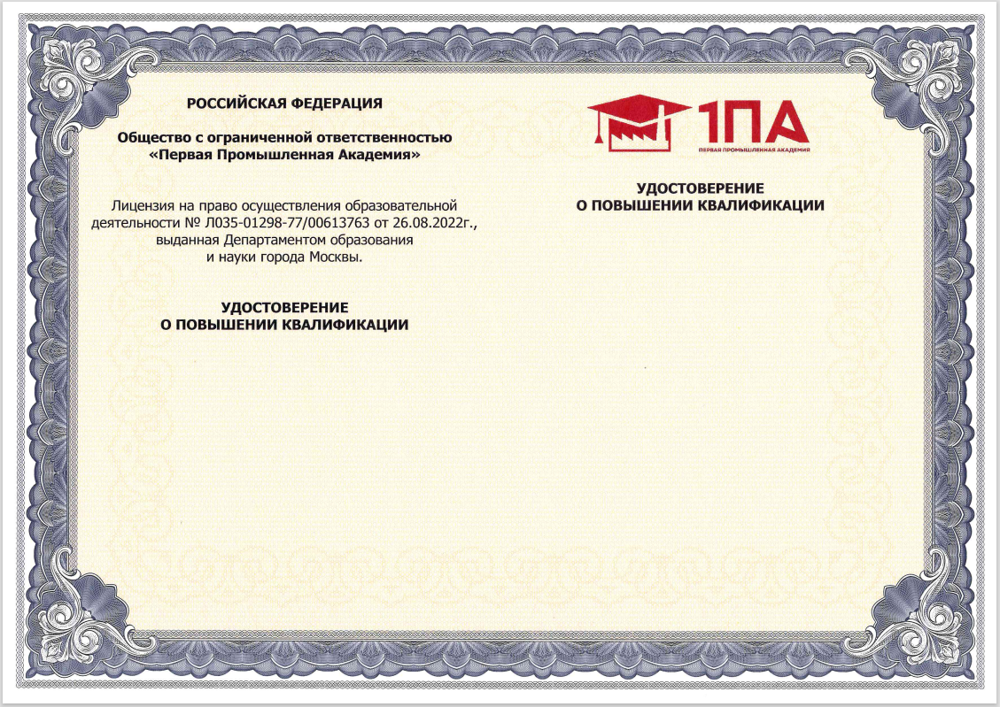 РОССИЙСКАЯ ФЕДЕРАЦИЯ
Общество с ограниченной ответственностью
«Первая Промышленная Академия»
Лицензия на право осуществления образовательной
деятельности № Л035-01298-77/00613763 от 26.08.2022г.,
выданная Департаментом образования
и науки города Москвы.
УДОСТОВЕРЕНИЕ
О ПОВЫШЕНИИ КВАЛИФИКАЦИИ
1ПА
ПЕРВАЯ ПРОМЫШЛЕННАЯ АКАДЕМИЯ
УДОСТОВЕРЕНИЕ
О ПОВЫШЕНИИ КВАЛИФИКАЦИИ